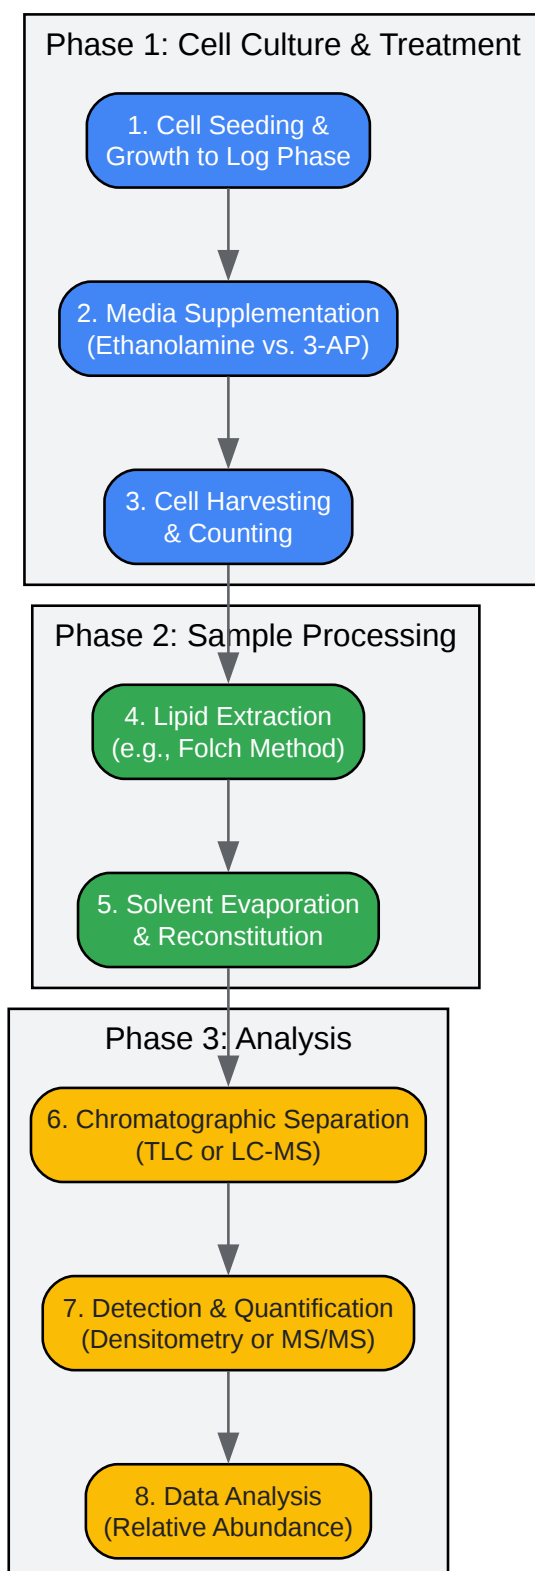 Phase 1: Cell Culture & Treatment
1. Cell Seeding &
Growth to Log Phase
2. Media Supplementation
(Ethanolamine vs. 3-AP)
3. Cell Harvesting
& Counting
Phase 2: Sample Processing
4. Lipid Extraction
(e.g., Folch Method)
5. Solvent Evaporation
& Reconstitution
Phase 3: Analysis
6. Chromatographic Separation
(TLC or LC-MS)
7. Detection & Quantification
(Densitometry or MS/MS)
8. Data Analysis
(Relative Abundance)